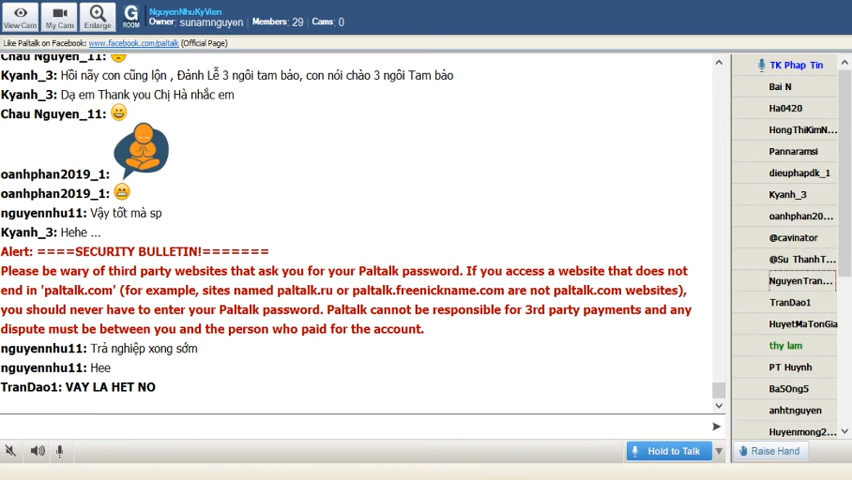 NguyenNhuKyVien
Owner: sunamnguyen Members: 29 Cams: 0
View Cam My Cam Enlarge G ROOM
Like Paltalk on Facebook: www.facebook.com/paltalk (Official Page)
Chau Nguyen_11:
Kyanh_3: Hồi nãy con cũng lộn , Đảnh Lễ 3 ngôi tam bảo, con nói chào 3 ngôi Tam bảo
Kyanh_3: Dạ em Thank you Chị Hà nhắc em
Chau Nguyen_11:
oanhphan2019_1:
oanhphan2019_1:
nguyennhu11: Vậy tốt mà sp
Kyanh_3: Hehe ...
Alert: ====SECURITY BULLETIN!=======
Please be wary of third party websites that ask you for your Paltalk password. If you access a website that does not
end in 'paltalk.com' (for example, sites named paltalk.ru or paltalk.freenickname.com are not paltalk.com websites),
you should never have to enter your Paltalk password. Paltalk cannot be responsible for 3rd party payments and any
dispute must be between you and the person who paid for the account.
nguyennhu11: Trả nghiệp xong sớm
nguyennhu11: Hee
TranDao1: VAY LA HET NO
Hold to Talk
TK Phap Tin
Bai N
Ha0420
HongThiKimN...
Pannaramsi
dieuphapdk_1
Kyanh_3
oanhphan20...
@cavinator
@Su ThanhT...
NguyenTran...
TranDao1
HuyetMaTonGia
thy lam
PT Huynh
Ba5Ong5
anhtnguyen
Huyenmong2...
Raise Hand